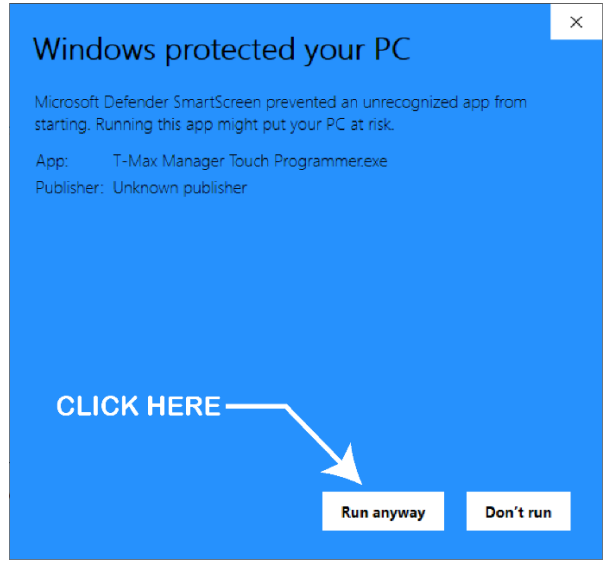 Windows protected your PC
Microsoft Defender SmartScreen prevented an unrecognized app from
starting. Running this app might put your PC at risk.
App: T-Max Manager Touch Programmer.exe
Publisher: Unknown publisher
CLICK HERE
Run anyway Don't run